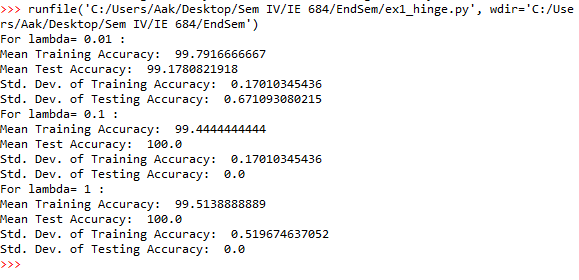 >>> runfile('C:/Users/Aak/Desktop/Sem IV/IE 684/EndSem/ex1_hinge.py', wdir='C:/Use
rs/Aak/Desktop/Sem IV/IE 684/EndSem')
For lambda= 0.01 :
Mean Training Accuracy:  99.7916666667
Mean Test Accuracy:  99.1780821918
Std. Dev. of Training Accuracy:  0.17010345436
Std. Dev. of Testing Accuracy:  0.671093080215
For lambda= 0.1 :
Mean Training Accuracy:  99.4444444444
Mean Test Accuracy:  100.0
Std. Dev. of Training Accuracy:  0.17010345436
Std. Dev. of Testing Accuracy:  0.0
For lambda= 1 :
Mean Training Accuracy:  99.5138888889
Mean Test Accuracy:  100.0
Std. Dev. of Training Accuracy:  0.519674637052
Std. Dev. of Testing Accuracy:  0.0
>>>